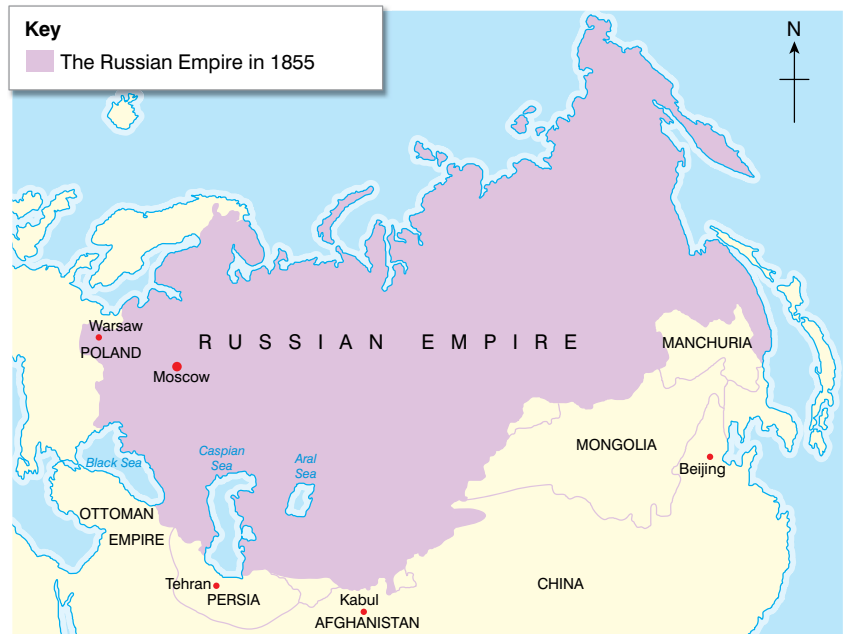 Key
The Russian Empire in 1855
N
Warsaw
POLAND
RUSSIAN EMPIRE
Moscow
MANCHURIA
MONGOLIA
Beijing
Black Sea
Caspian
Sea
Aral
Sea
OTTOMAN
EMPIRE
Tehran
PERSIA
Kabul
AFGHANISTAN
CHINA